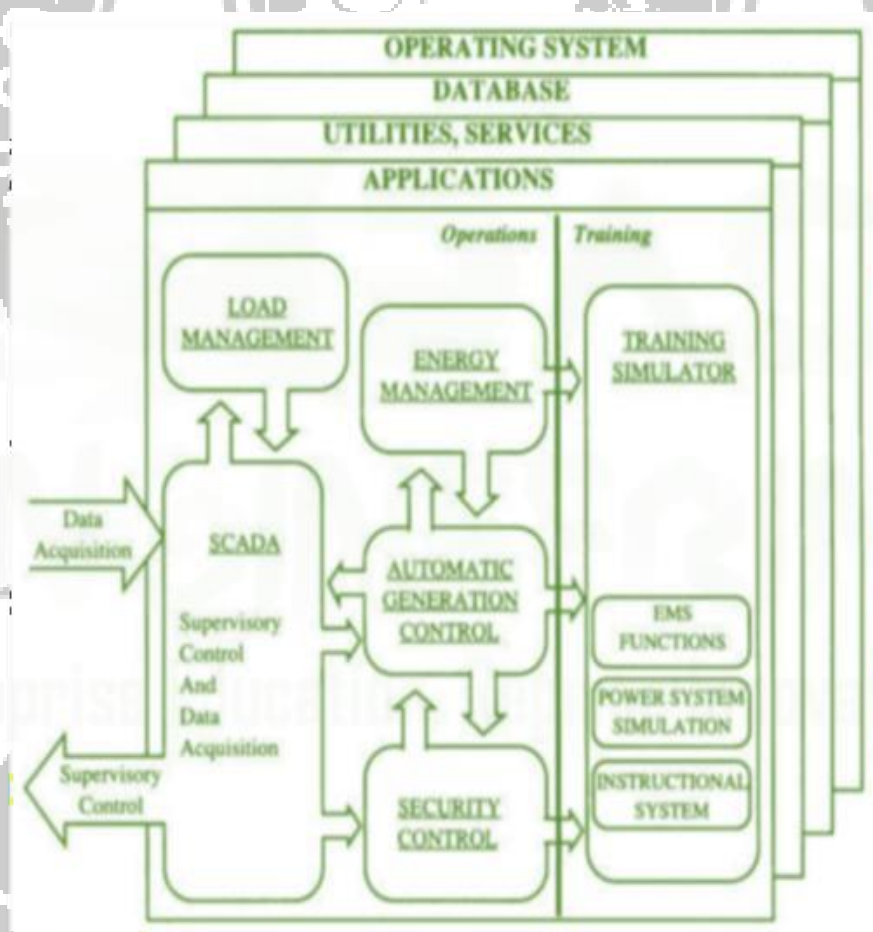 OPERATING SYSTEM
DATABASE
UTILITIES, SERVICES
APPLICATIONS
Operations
Training
LOAD
MANAGEMENT
ENERGY
MANAGEMENT
TRAINING
SIMULATOR
Data
Acquisition
SCADA
Supervisory
Control
And
Data
Acquisition
AUTOMATIC
GENERATION
CONTROL
EMS
FUNCTIONS
POWER SYSTEM
SIMULATION
INSTRUCTIONAL
SYSTEM
Supervisory
Control
SECURITY
CONTROL